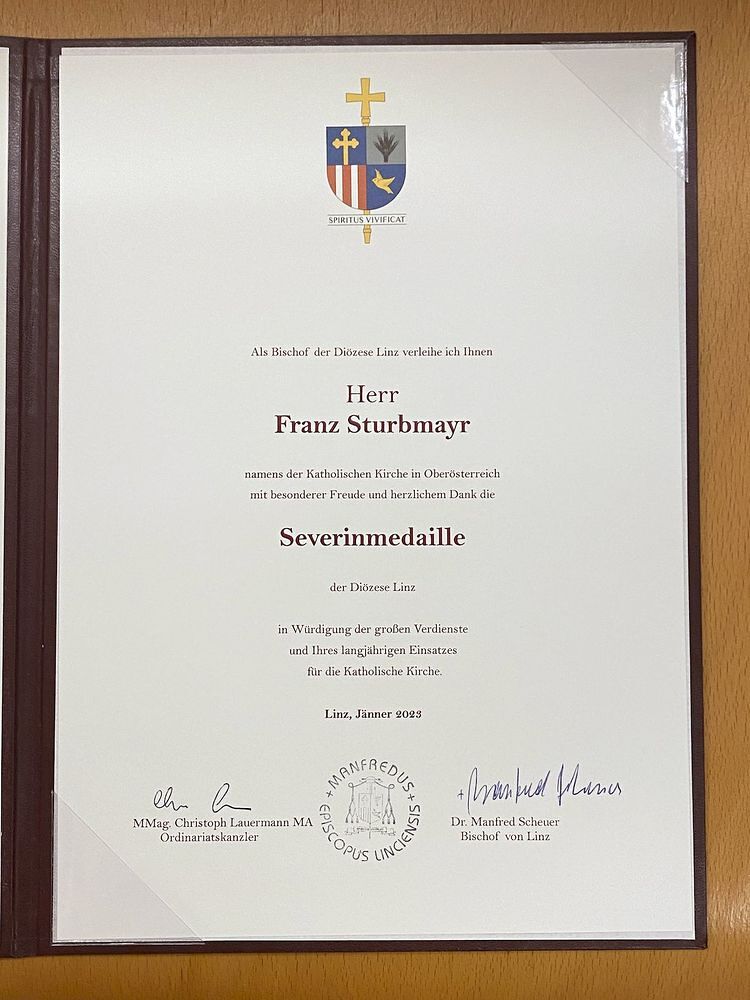 SPIRITUS VIVIFICAT
Als Bischof der Diözese Linz verleihe ich Ihnen
Herr
Franz Sturbmayr
namens der Katholischen Kirche in Oberösterreich
mit besonderer Freude und herzlichem Dank die
Severinmedaille
der Diözese Linz
in Würdigung der großen Verdienste
und Ihres langjährigen Einsatzes
für die Katholische Kirche.
Linz, Jänner 2023
+ MANFREDUS + EPISCOPUS LINCIENSIS
MMag. Christoph Lauermann MA
Ordinariatskanzler
+ Manfred Scheuer
Dr. Manfred Scheuer
Bischof von Linz